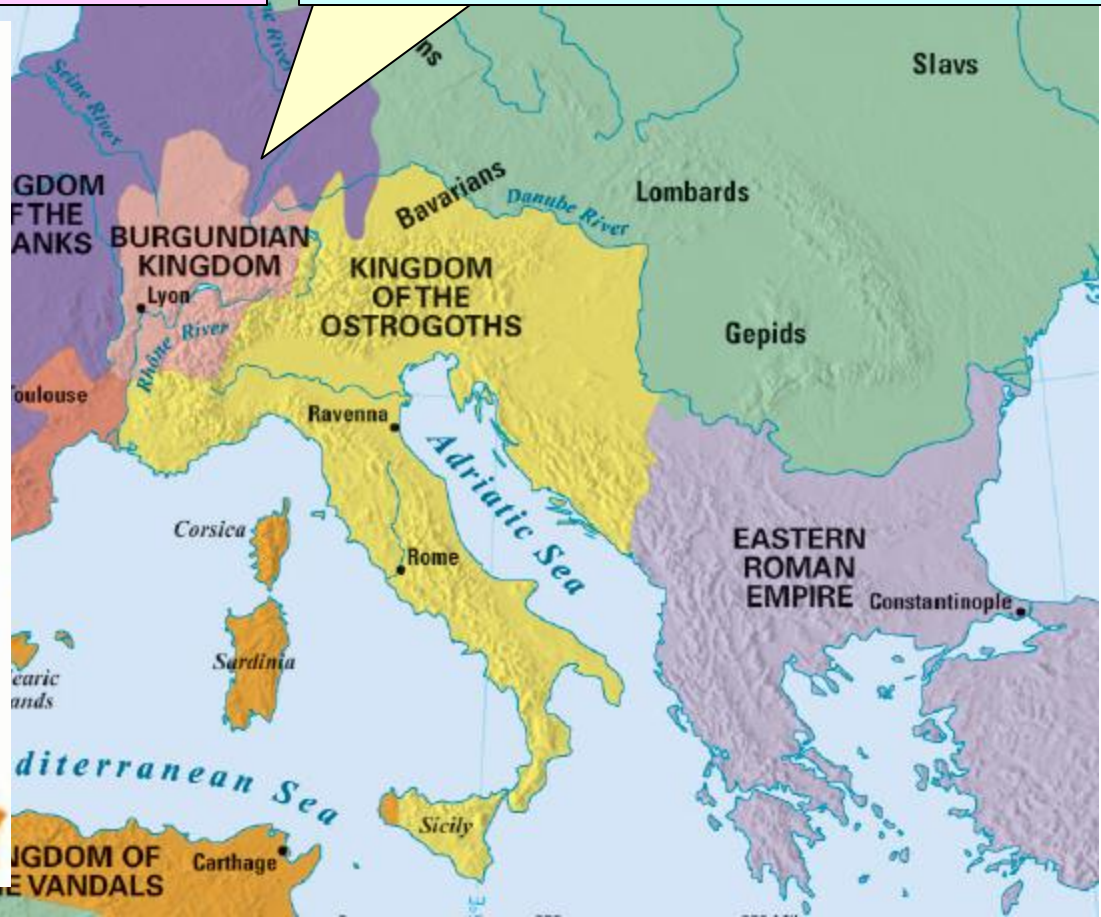 Seine River
ne River
ns
Slavs
Bavarians
Danube River
Lombards
GDOM
F THE
ANKS
BURGUNDIAN
KINGDOM
Lyon
Rhône River
KINGDOM
OF THE
OSTROGOTHS
Gepids
oulouse
Ravenna
Adriatic Sea
Corsica
Rome
EASTERN
ROMAN
EMPIRE
Constantinople
Sardinia
earic
ands
diterranean Sea
Sicily
NGDOM OF
E VANDALS
Carthage